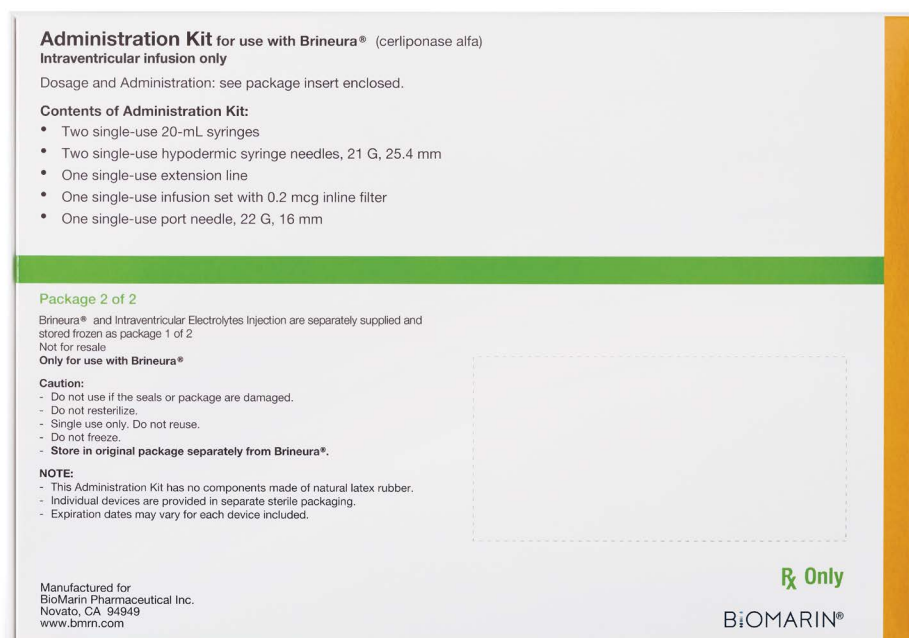 Administration Kit for use with Brineura® (cerliponase alfa)
Intraventricular infusion only
Dosage and Administration: see package insert enclosed.
Contents of Administration Kit:
• Two single-use 20-mL syringes
• Two single-use hypodermic syringe needles, 21 G, 25.4 mm
• One single-use extension line
• One single-use infusion set with 0.2 mcg inline filter
• One single-use port needle, 22 G, 16 mm
Package 2 of 2
Brineura® and Intraventricular Electrolytes Injection are separately supplied and
stored frozen as package 1 of 2
Not for resale
Only for use with Brineura®
Caution:
- Do not use if the seals or package are damaged.
- Do not resterilize.
- Single use only. Do not reuse.
- Do not freeze.
- Store in original package separately from Brineura®.
NOTE:
- This Administration Kit has no components made of natural latex rubber.
- Individual devices are provided in separate sterile packaging.
- Expiration dates may vary for each device included.
Manufactured for
BioMarin Pharmaceutical Inc.
Novato, CA 94949
www.bmrn.com
℞ Only
BIOMARIN®